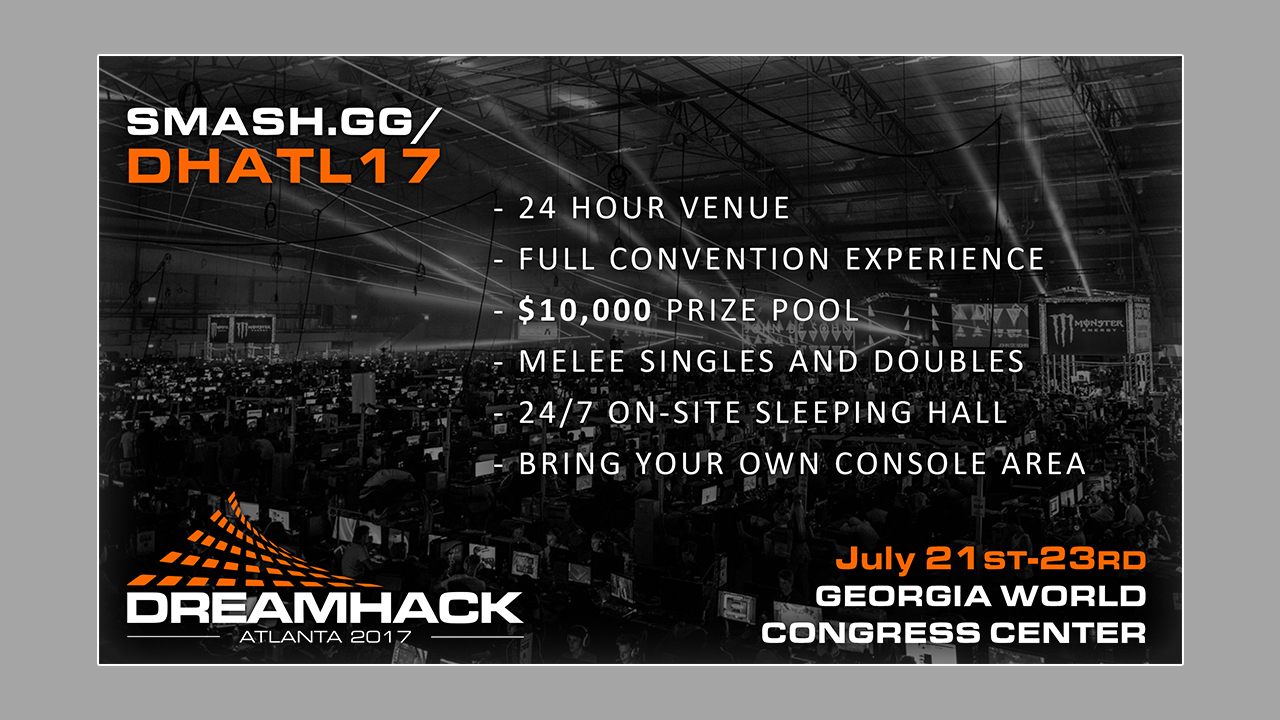 SMASH.GG/
DHATL17
- 24 HOUR VENUE
- FULL CONVENTION EXPERIENCE
- $10,000 PRIZE POOL
- MELEE SINGLES AND DOUBLES
- 24/7 ON-SITE SLEEPING HALL
- BRING YOUR OWN CONSOLE AREA
MONSTER
ENERGY
DREAMHACK
ATLANTA 2017
July 21ST-23RD
GEORGIA WORLD
CONGRESS CENTER